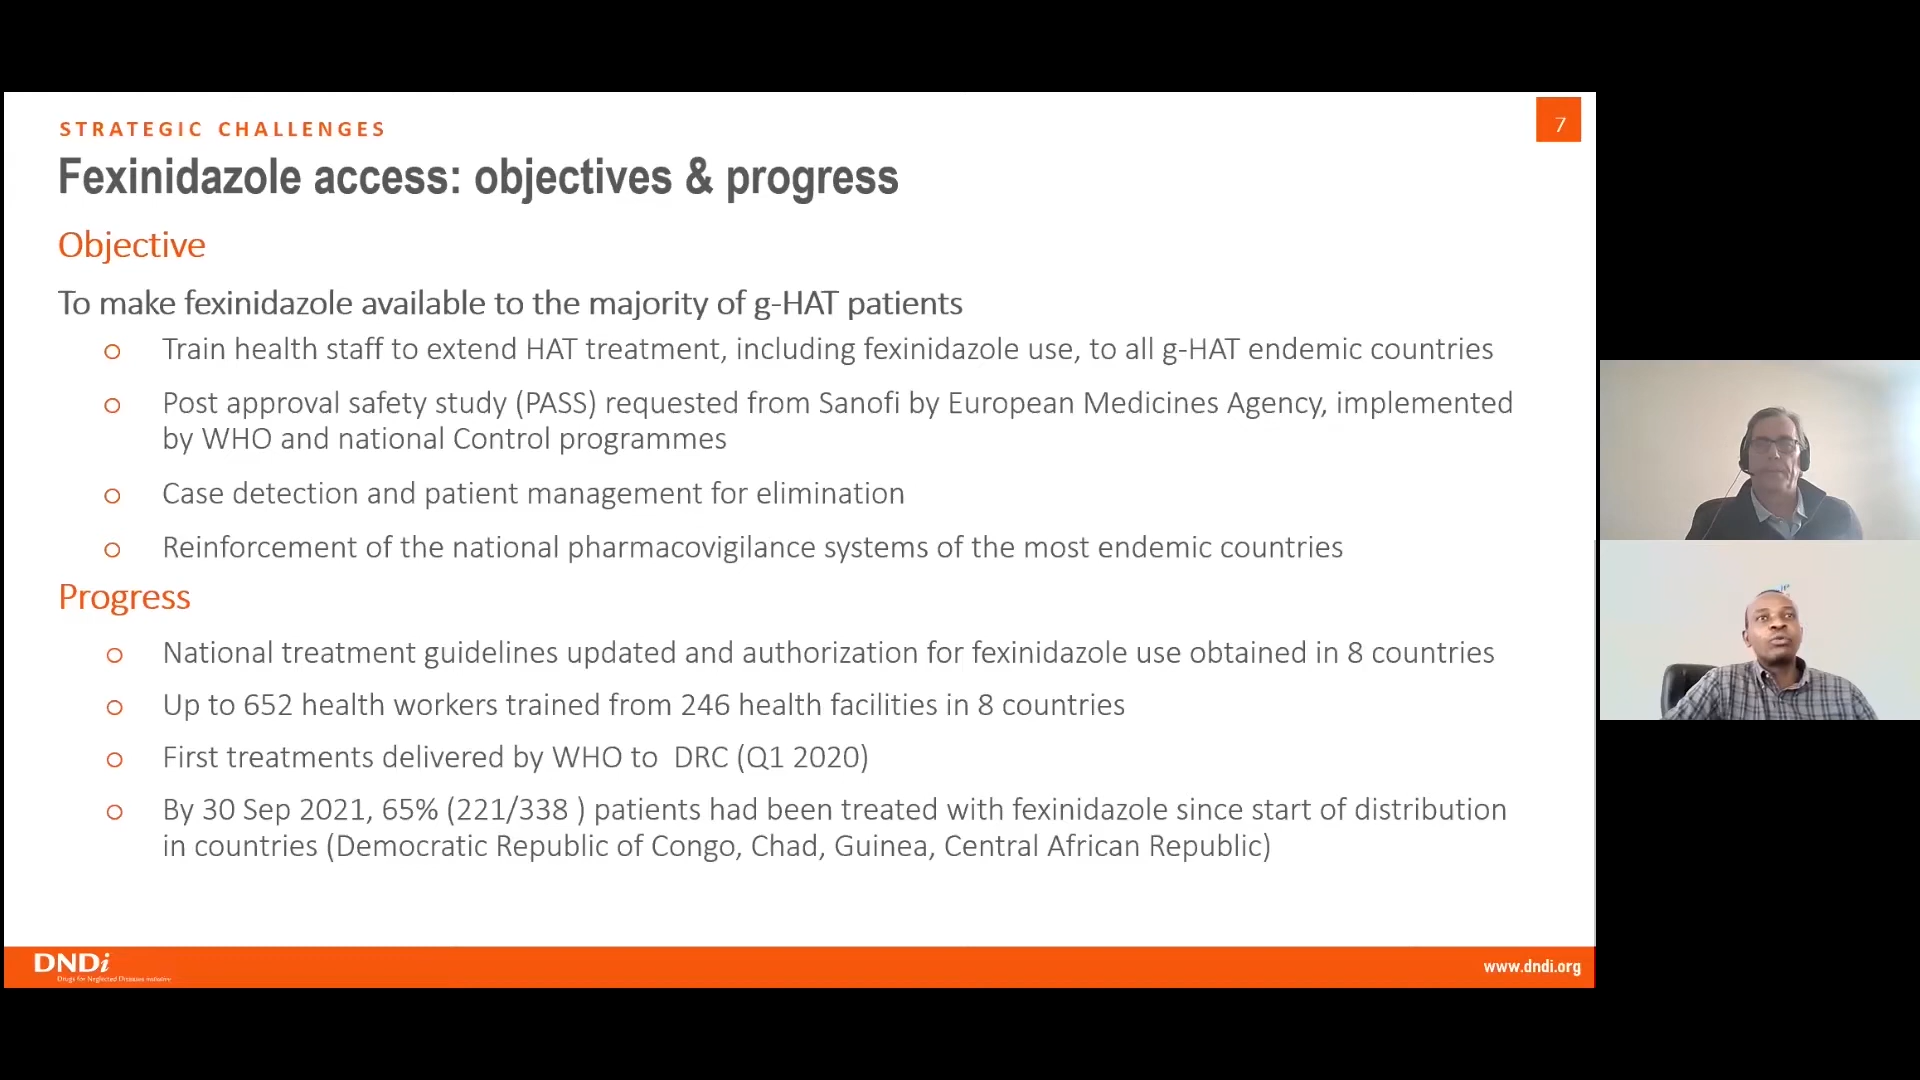 STRATEGIC CHALLENGES
7
Fexinidazole access: objectives & progress
Objective
To make fexinidazole available to the majority of g-HAT patients
o Train health staff to extend HAT treatment, including fexinidazole use, to all g-HAT endemic countries
o Post approval safety study (PASS) requested from Sanofi by European Medicines Agency, implemented
by WHO and national Control programmes
o Case detection and patient management for elimination
o Reinforcement of the national pharmacovigilance systems of the most endemic countries
Progress
o National treatment guidelines updated and authorization for fexinidazole use obtained in 8 countries
o Up to 652 health workers trained from 246 health facilities in 8 countries
o First treatments delivered by WHO to DRC (Q1 2020)
o By 30 Sep 2021, 65% (221/338 ) patients had been treated with fexinidazole since start of distribution
in countries (Democratic Republic of Congo, Chad, Guinea, Central African Republic)
DNDi
Drugs for Neglected Diseases initiative
www.dndi.org